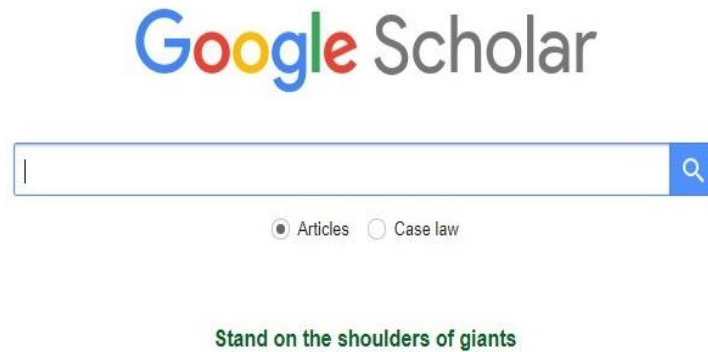 Google Scholar
Articles Case law
Stand on the shoulders of giants